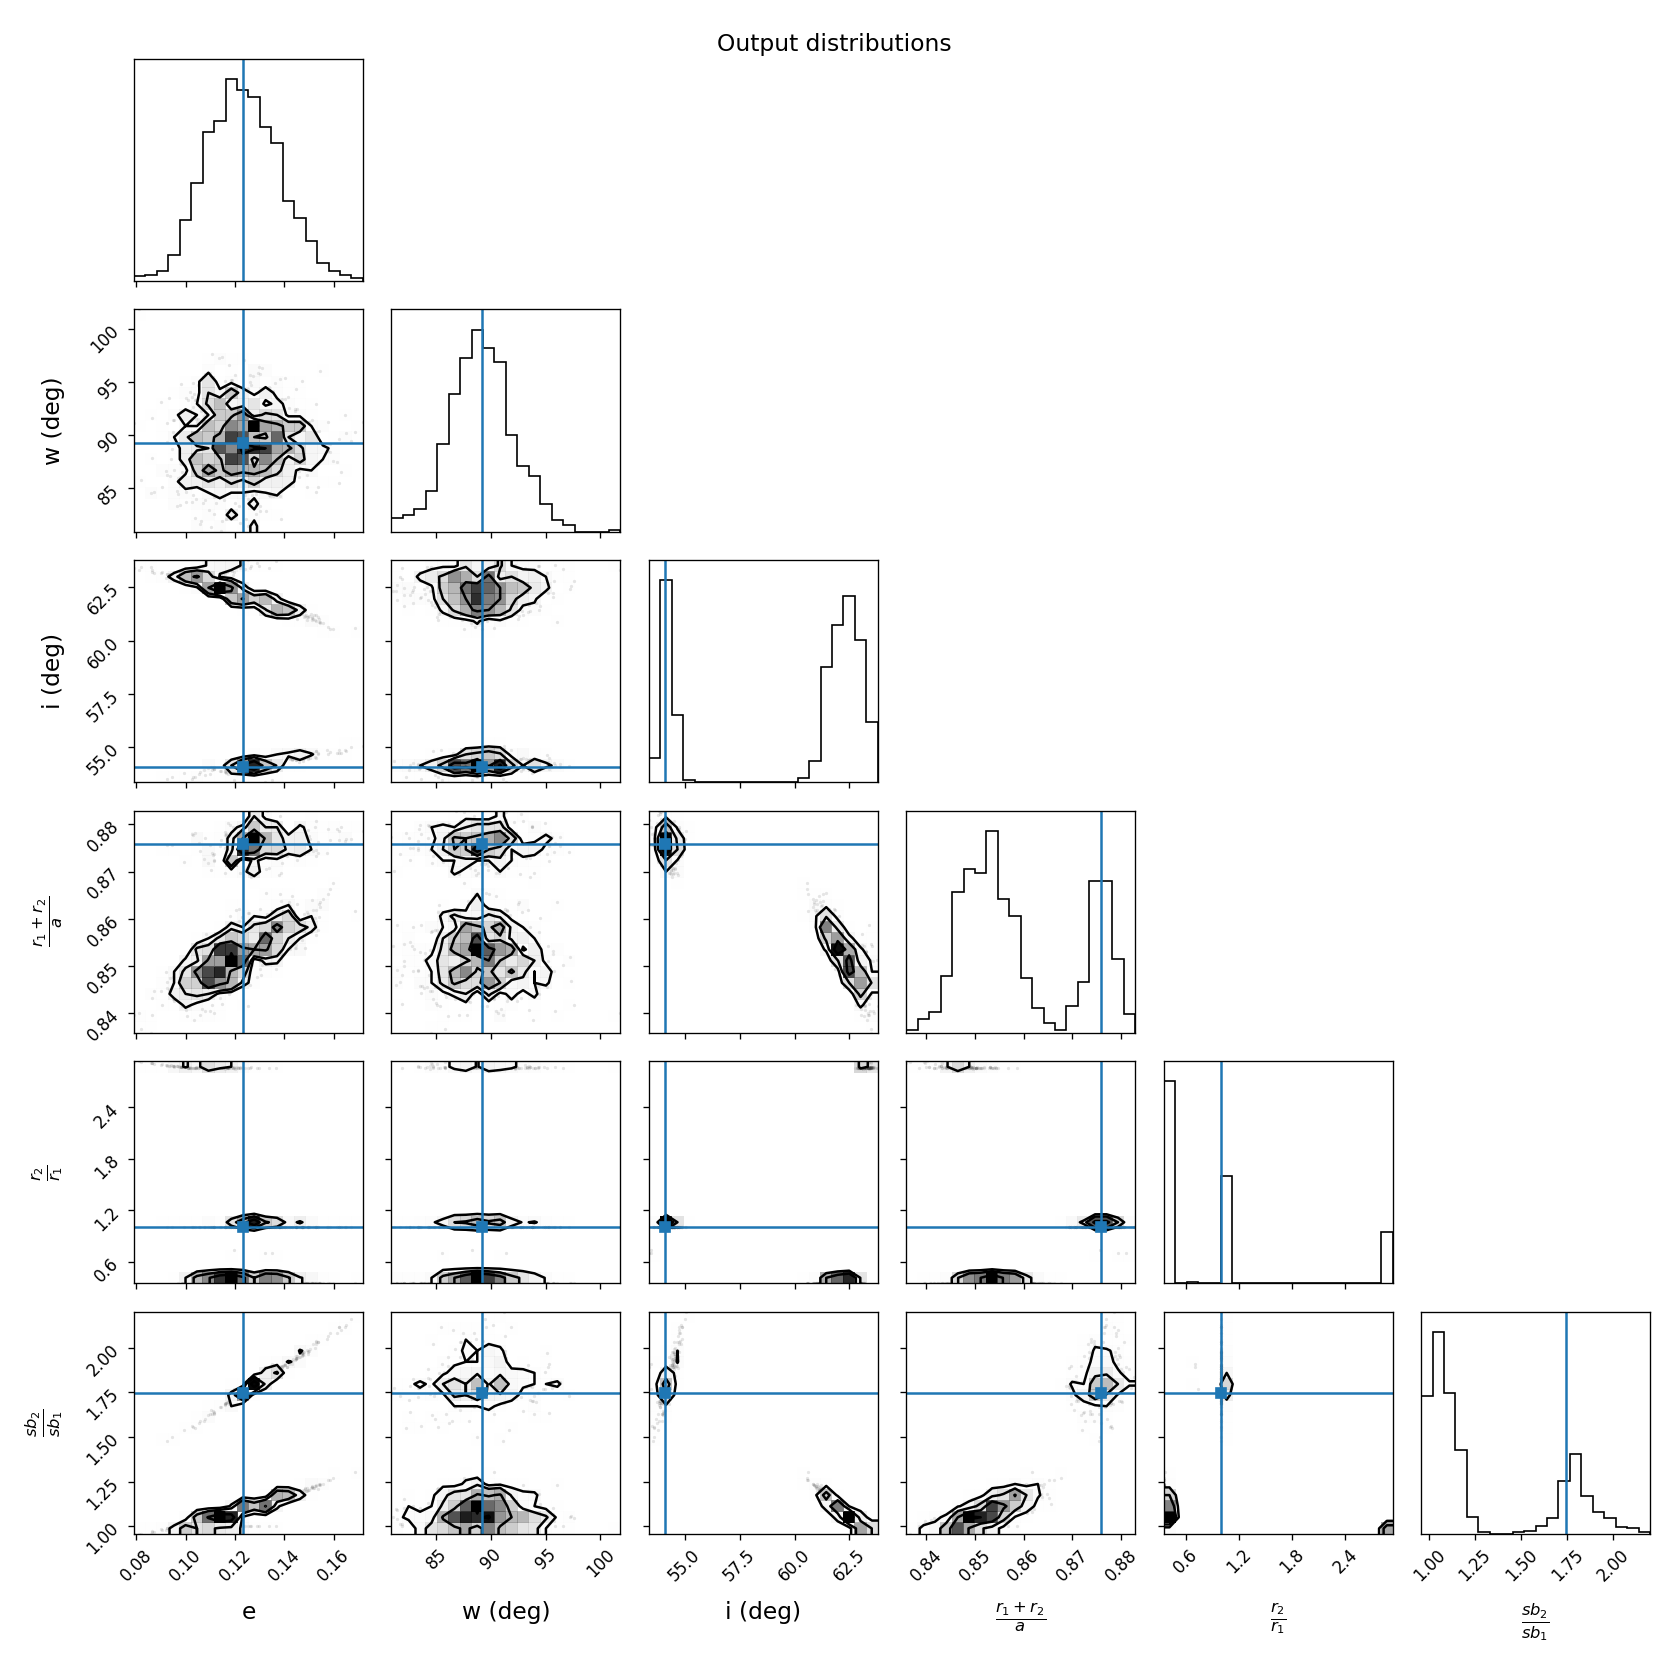 Output distributions
w (deg)
100
95
90
85
i (deg)
62.5
60.0
57.5
55.0
r₁ + r₂
a
0.88
0.87
0.86
0.85
0.84
r₂
r₁
2.4
1.8
1.2
0.6
sb₂
sb₁
2.00
1.75
1.50
1.25
1.00
0.08 0.10 0.12 0.14 0.16
85 90 95 100
55.0 57.5 60.0 62.5
0.84 0.85 0.86 0.87 0.88
0.6 1.2 1.8 2.4
1.00 1.25 1.50 1.75 2.00
e
w (deg)
i (deg)
r₁ + r₂
a
r₂
r₁
sb₂
sb₁